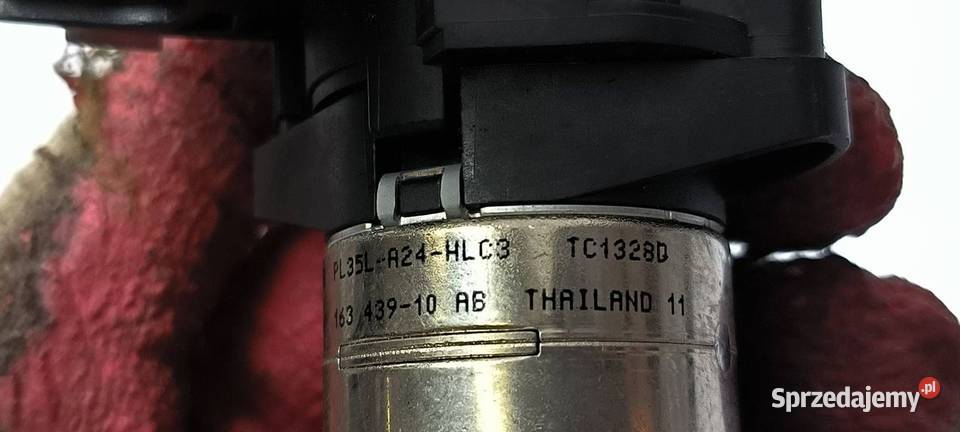 PL35L-A24-HLC3 TC1328D
163 439-10 AB THAILAND 11
Sprzedajemy.pl